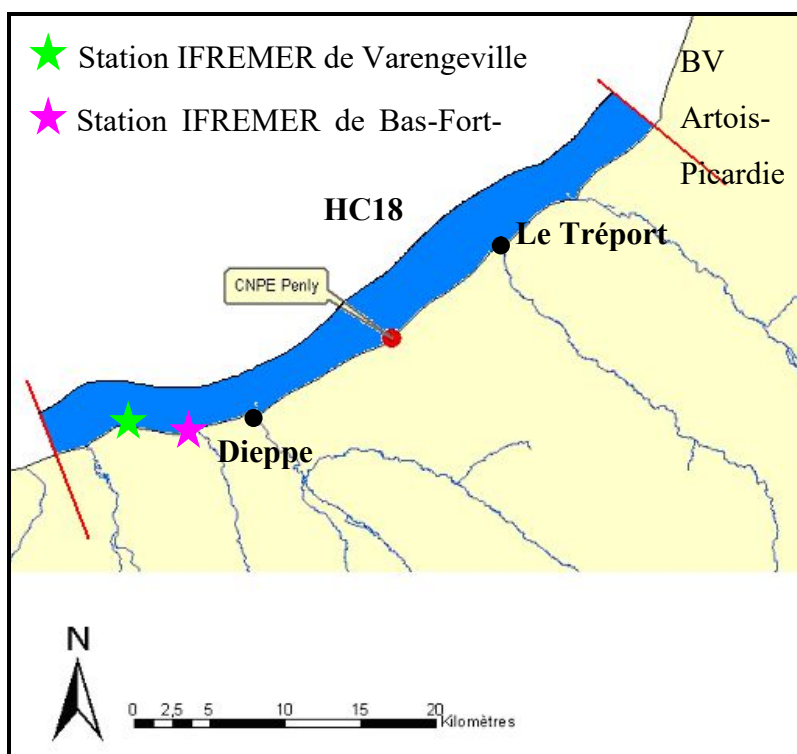 Station IFREMER de Varengeville
Station IFREMER de Bas-Fort-
BV
Artois-
Picardie
HC18
Le Tréport
CNPE Penly
Dieppe
N
0 2,5 5 10 15 20
Kilomètres